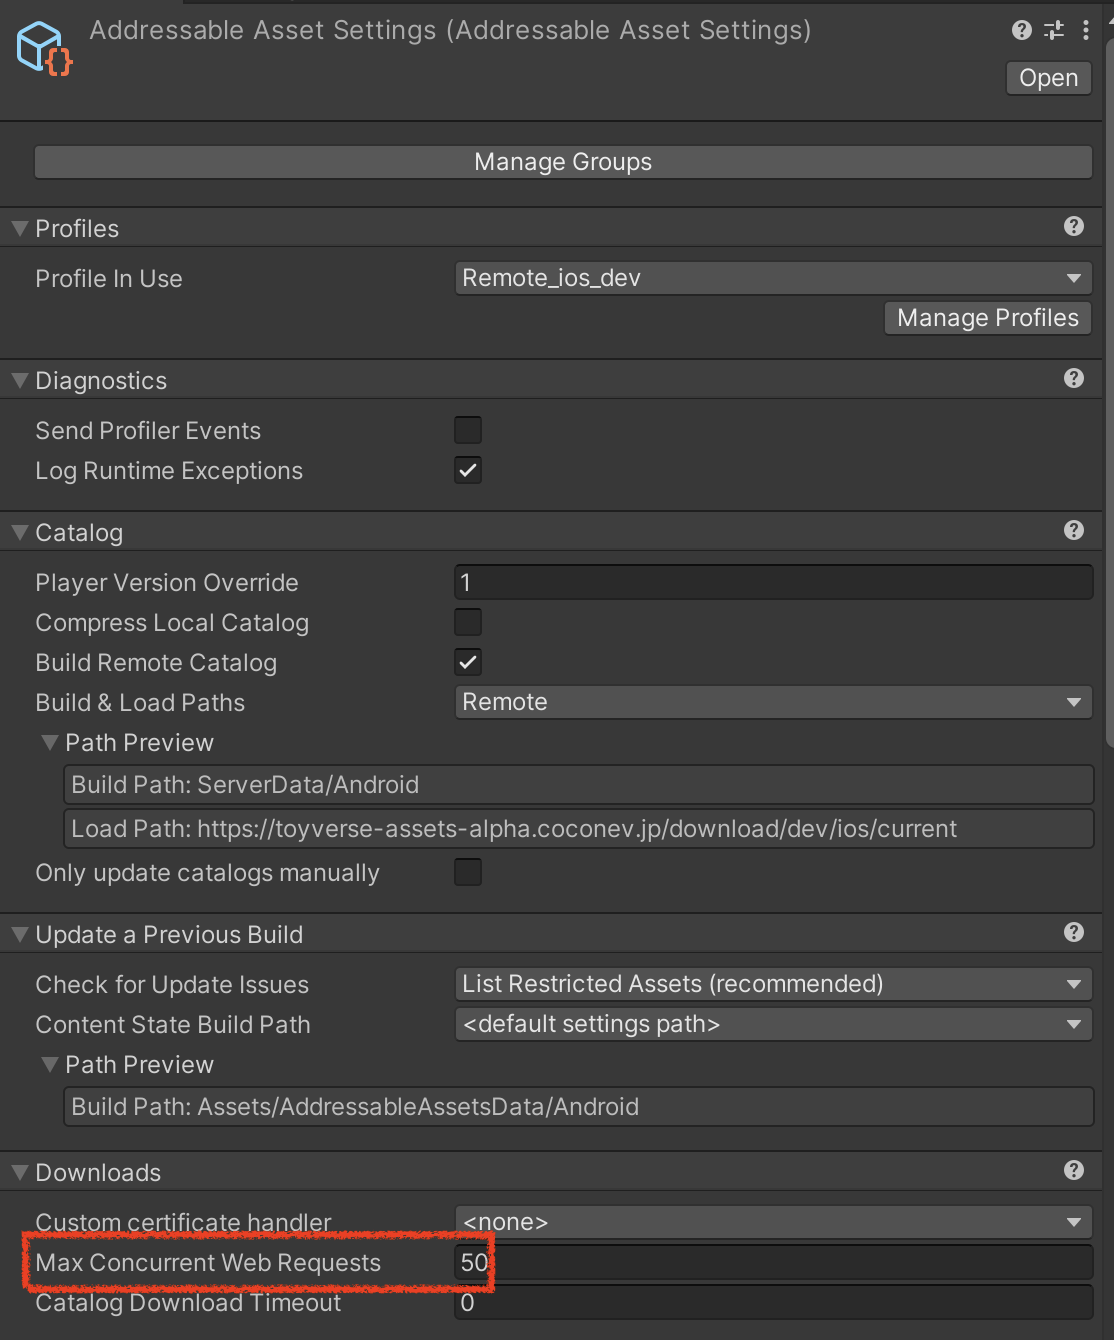 Addressable Asset Settings (Addressable Asset Settings)
Open
Manage Groups
Profiles
Profile In Use Remote_ios_dev
Manage Profiles
Diagnostics
Send Profiler Events
Log Runtime Exceptions
Catalog
Player Version Override 1
Compress Local Catalog
Build Remote Catalog
Build & Load Paths Remote
Path Preview
Build Path: ServerData/Android
Load Path: https://toyverse-assets-alpha.coconev.jp/download/dev/ios/current
Only update catalogs manually
Update a Previous Build
Check for Update Issues List Restricted Assets (recommended)
Content State Build Path <default settings path>
Path Preview
Build Path: Assets/AddressableAssetsData/Android
Downloads
Custom certificate handler <none>
Max Concurrent Web Requests 50
Catalog Download Timeout 0